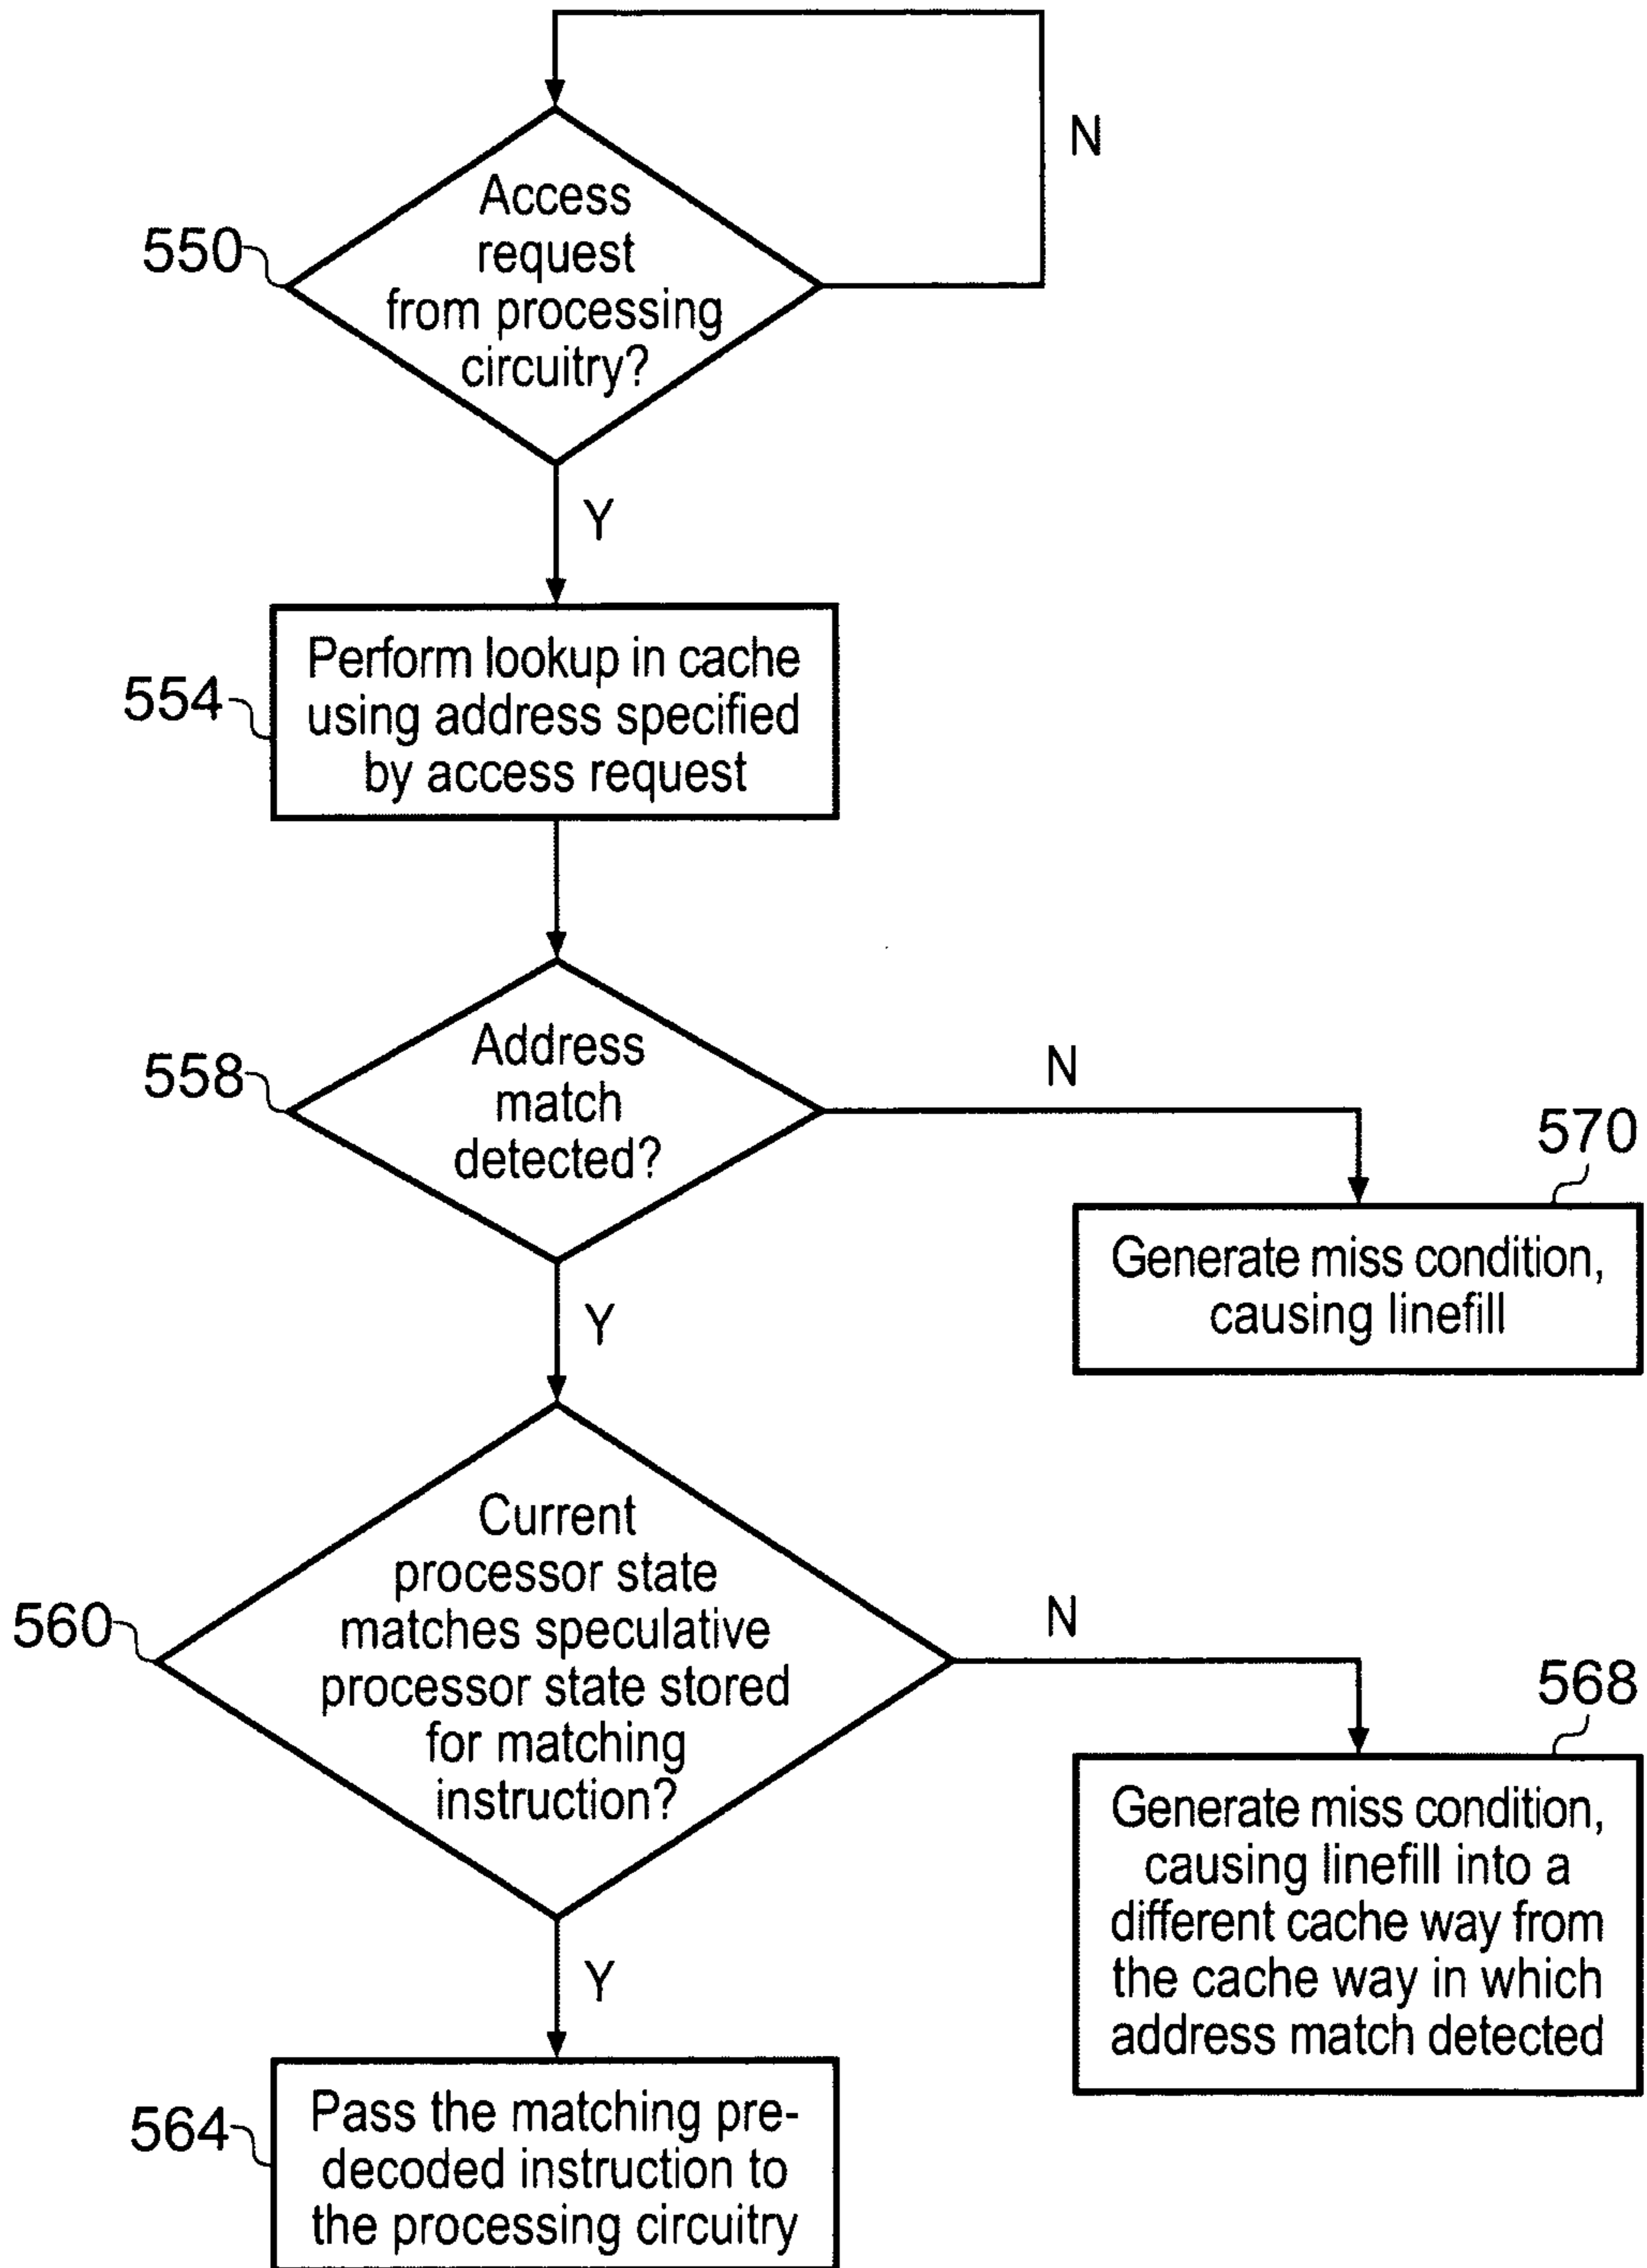 Access
request
from processing
circuitry?
550
N
Y
Perform lookup in cache
using address specified
by access request
554
Address
match
detected?
558
N
570
Generate miss condition,
causing linefill
Y
Current
processor state
matches speculative
processor state stored
for matching
instruction?
560
N
568
Generate miss condition,
causing linefill into a
different cache way from
the cache way in which
address match detected
Y
Pass the matching pre-
decoded instruction to
the processing circuitry
564